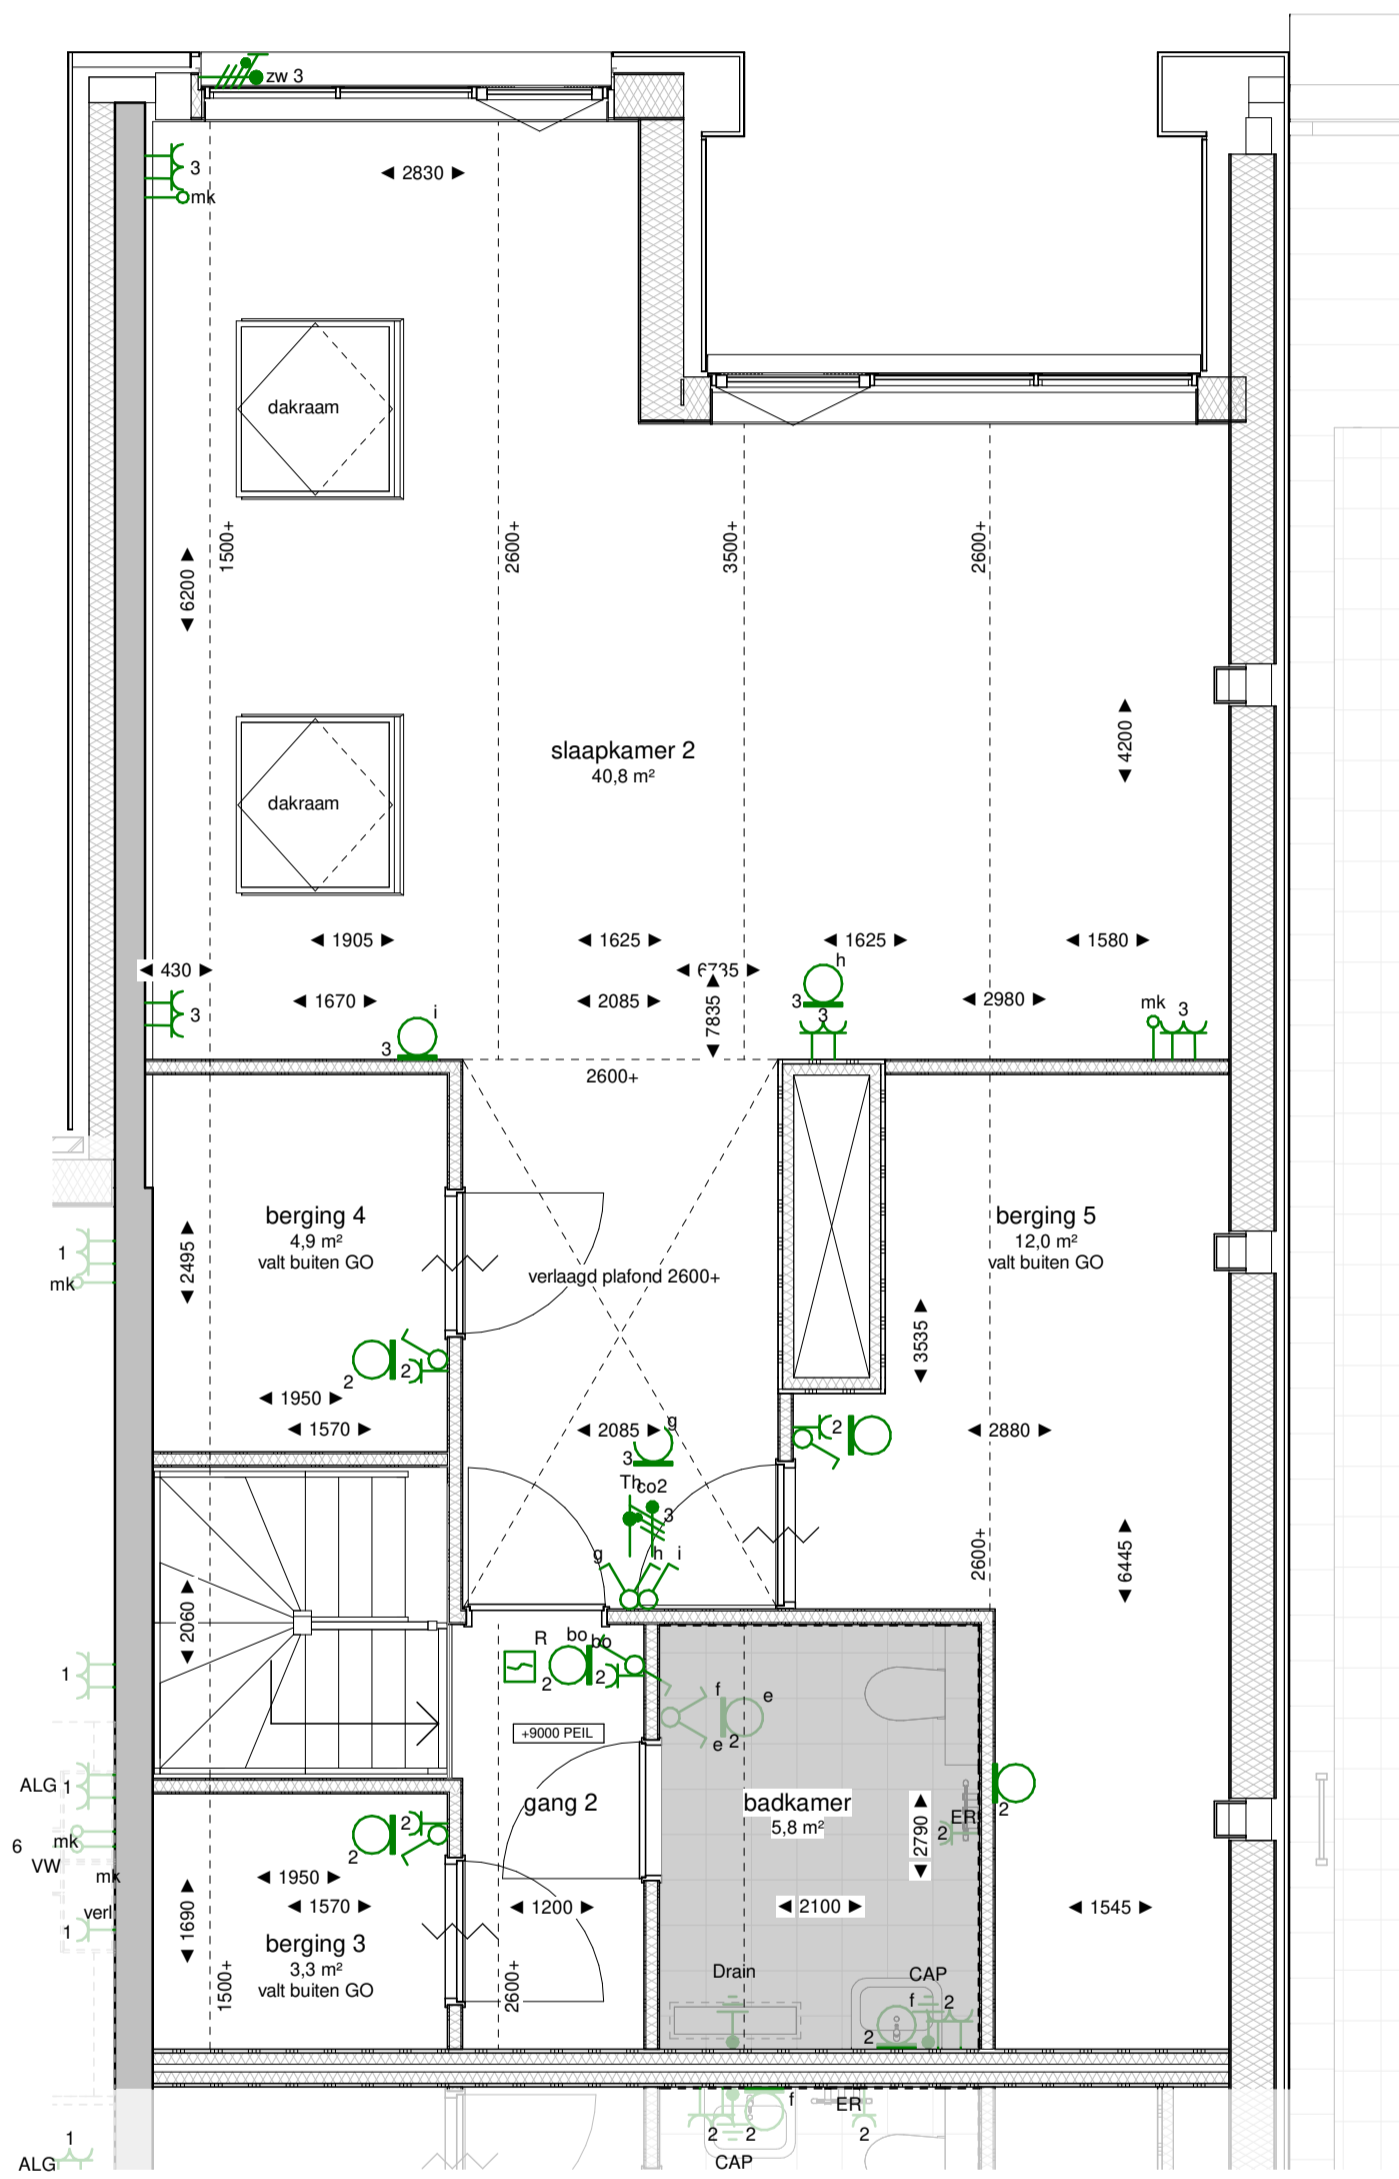 zw 3
3
mk
◄ 2830 ►
dakraam
1500+
2600+
3500+
2600+
◄ 6200 ►
◄ 4200 ►
slaapkamer 2
40,8 m²
dakraam
◄ 1905 ►
◄ 1625 ►
◄ 1625 ►
◄ 1580 ►
◄ 430 ►
◄ 6735 ►
h
◄ 1670 ►
◄ 2085 ►
◄ 7835 ►
3
◄ 2980 ►
mk
3
3
i
3
3
2600+
berging 4
4,9 m²
valt buiten GO
berging 5
12,0 m²
valt buiten GO
1
mk
◄ 2495 ►
verlaagd plafond 2600+
◄ 3535 ►
2
2
◄ 1950 ►
◄ 1570 ►
◄ 2085 ►
g
3
2
◄ 2880 ►
Th
co2
3
g
h
i
2600+
◄ 6445 ►
◄ 2060 ►
1
R
bo
bo
2
2
f
e
e
2
+9000 PEIL
ALG 1
gang 2
badkamer
5,8 m²
◄ 2790 ►
ER
2
2
6
mk
VW
mk
2
2
◄ 1950 ►
◄ 1570 ►
◄ 1200 ►
◄ 2100 ►
◄ 1545 ►
verl
1
◄ 1690 ►
berging 3
3,3 m²
valt buiten GO
1500+
2600+
Drain
CAP
f
2
2
f
ER
2
2
2
CAP
1
ALG